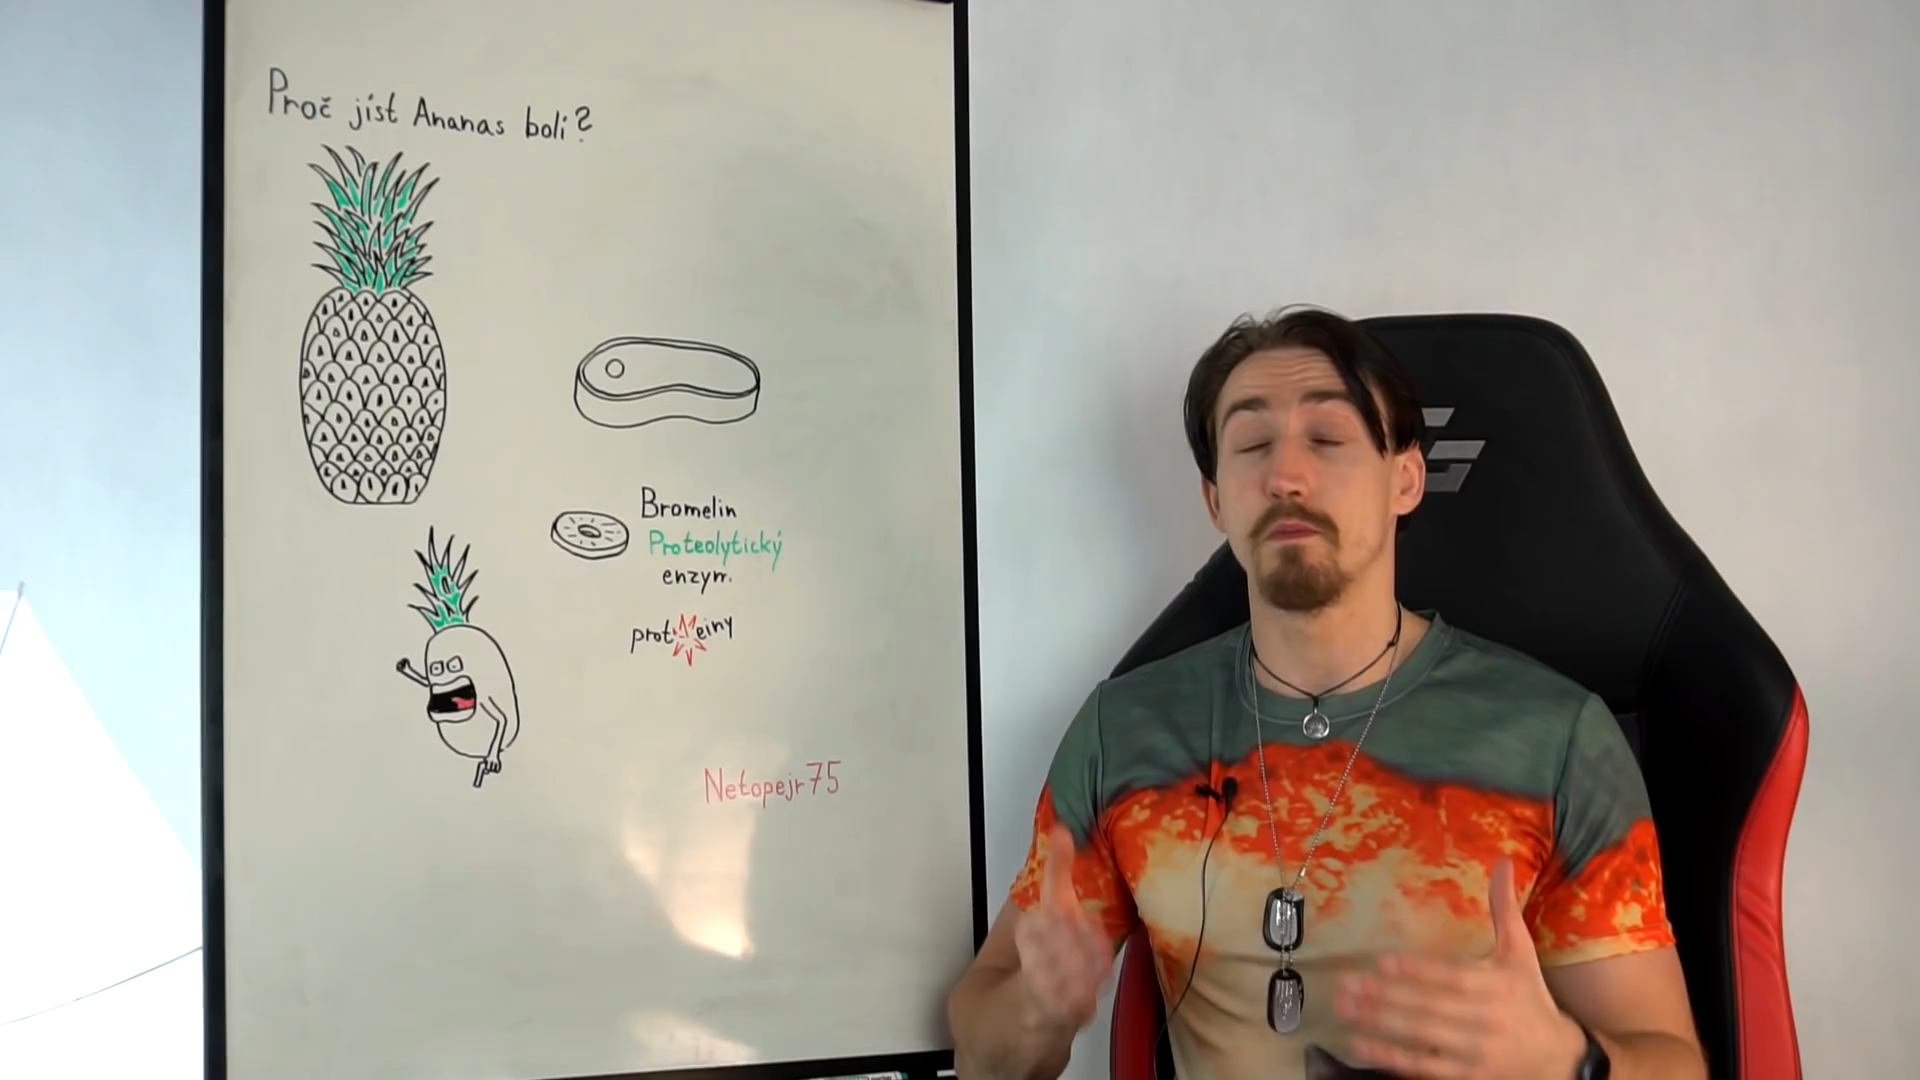 Proč jíst Ananas bolí?
Bromelin
Proteolytický
enzym.
proteiny
Netopejr75